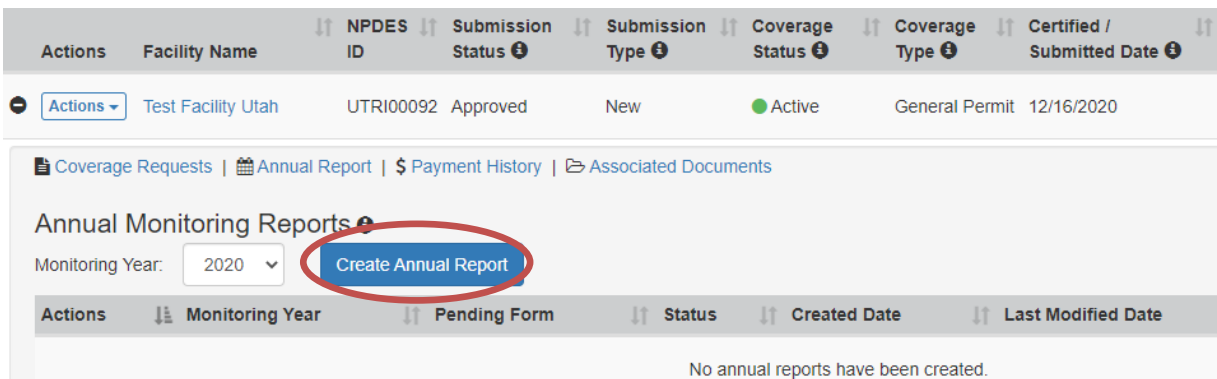 Actions Facility Name NPDES ID Submission Status Submission Type Coverage Status Coverage Type Certified / Submitted Date
Actions Test Facility Utah UTRI00092 Approved New Active General Permit 12/16/2020
Coverage Requests | Annual Report | $ Payment History | Associated Documents
Annual Monitoring Reports
Monitoring Year: 2020 Create Annual Report
Actions Monitoring Year Pending Form Status Created Date Last Modified Date
No annual reports have been created.